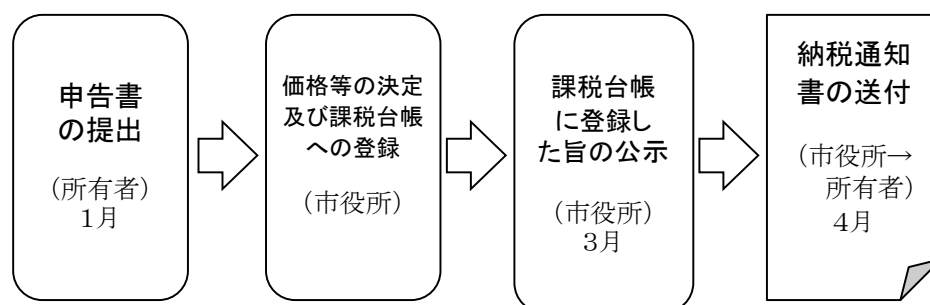 申告書
の提出
（所有者）
１月
価格等の決定
及び課税台帳
への登録
（市役所）
課税台帳
に登録し
た旨の公示
（市役所）
３月
納税通知
書の送付
（市役所→
所有者）
４月